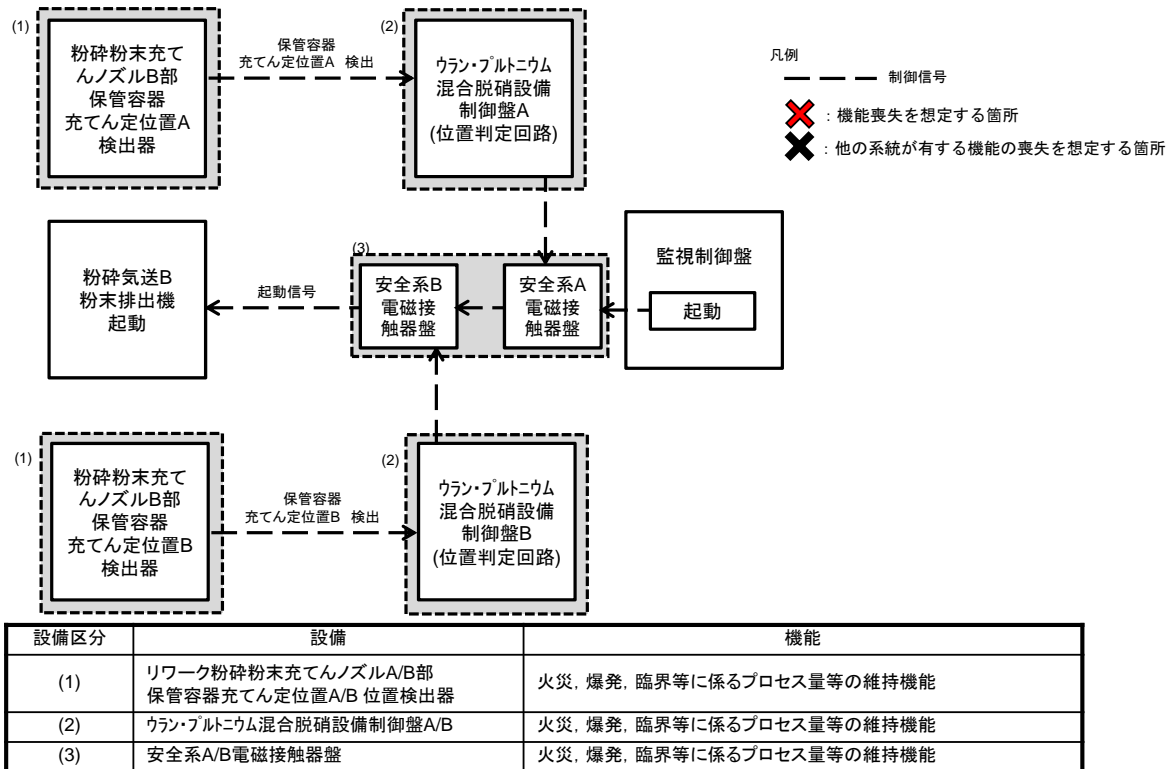 (1)
粉砕粉末充て
んノズルB部
保管容器
充てん定位置A
検出器
保管容器
充てん定位置A 検出
(2)
ウラン・プルトニウム
混合脱硝設備
制御盤A
(位置判定回路)
凡例
制御信号
：機能喪失を想定する箇所
：他の系統が有する機能の喪失を想定する箇所
粉砕気送B
粉末排出機
起動
起動信号
(3)
安全系B
電磁接
触器盤
安全系A
電磁接
触器盤
監視制御盤
起動
(1)
粉砕粉末充て
んノズルB部
保管容器
充てん定位置B
検出器
保管容器
充てん定位置B 検出
(2)
ウラン・プルトニウム
混合脱硝設備
制御盤B
(位置判定回路)
設備区分 設備 機能
(1) リワーク粉砕粉末充てんノズルA/B部
保管容器充てん定位置A/B 位置検出器 火災，爆発，臨界等に係るプロセス量等の維持機能
(2) ウラン・プルトニウム混合脱硝設備制御盤A/B 火災，爆発，臨界等に係るプロセス量等の維持機能
(3) 安全系A/B電磁接触器盤 火災，爆発，臨界等に係るプロセス量等の維持機能